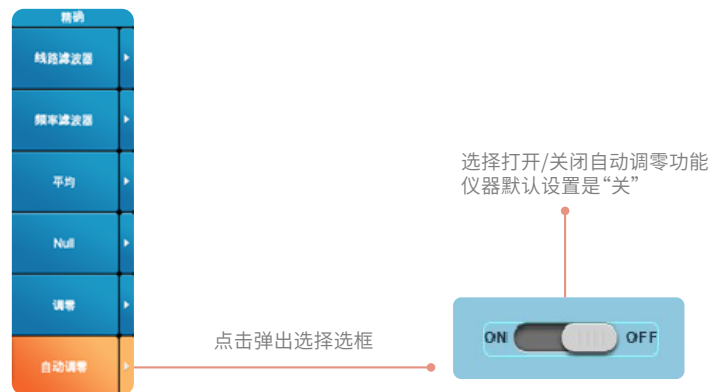 精确
线路滤波器
频率滤波器
平均
Null
调零
自动调零
点击弹出选择选框
选择打开/关闭自动调零功能
仪器默认设置是“关”
ON OFF